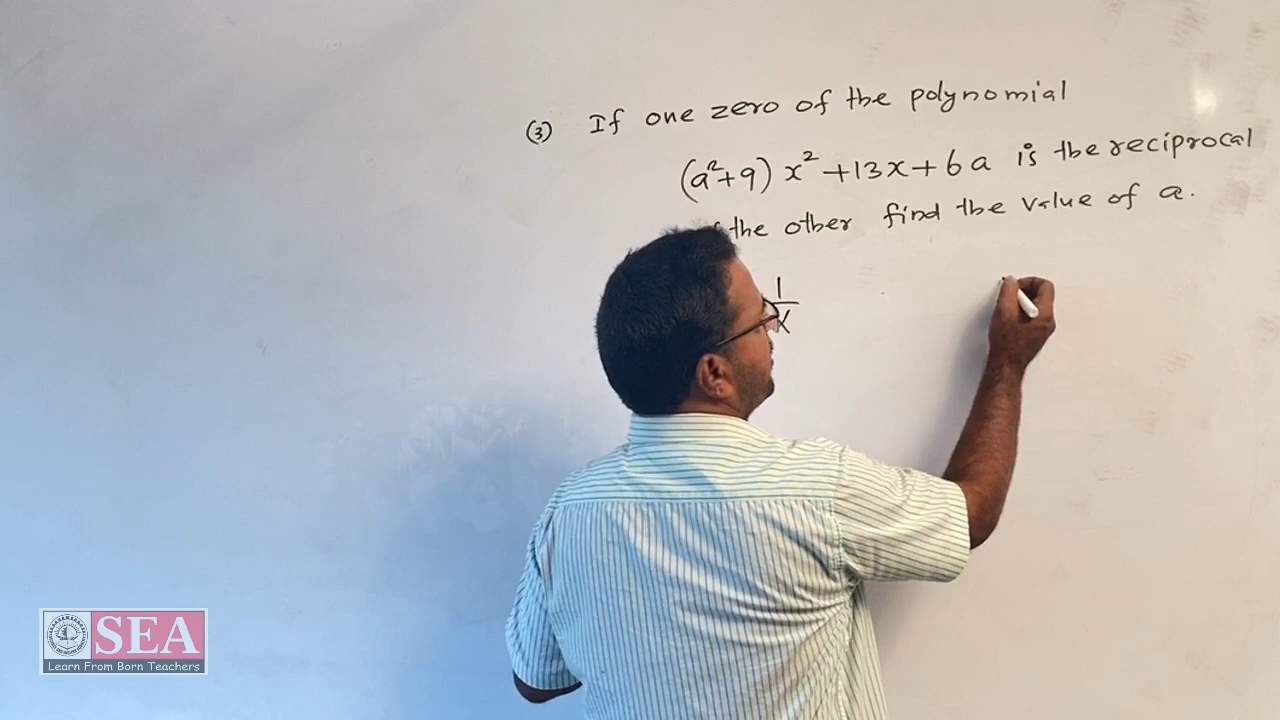 (3) If one zero of the polynomial
(a²+9) x² +13x+6a is the reciprocal
the other find the value of a.
1/x
SEA
Learn From Born Teachers